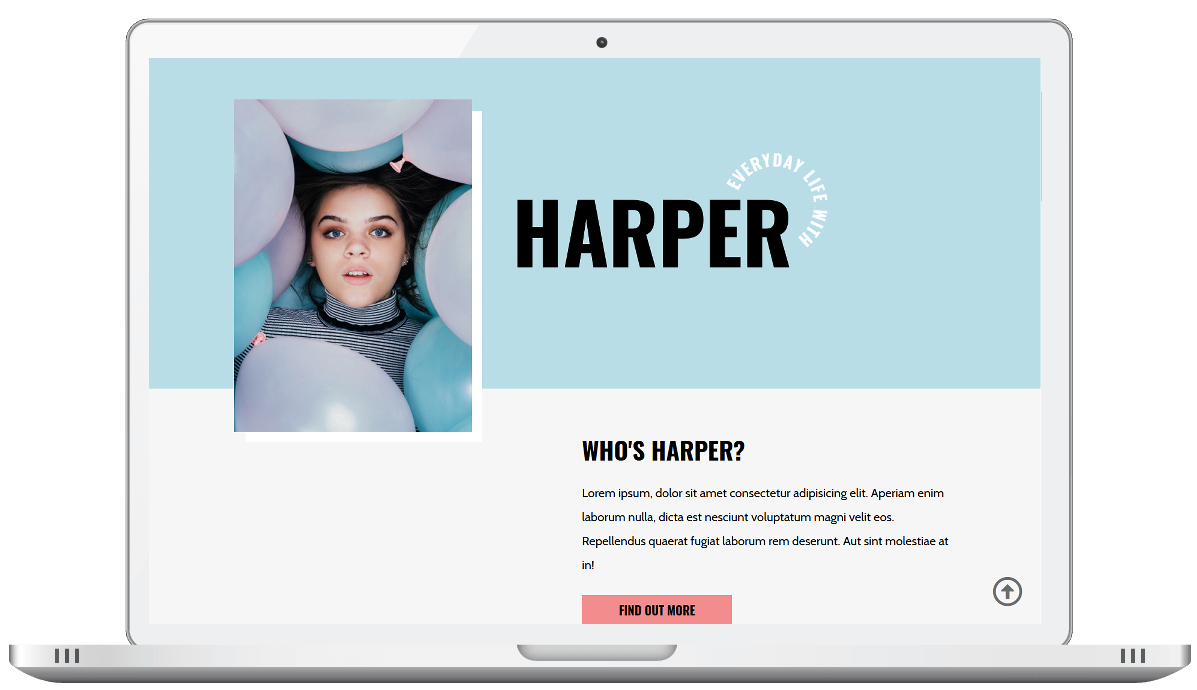 EVERYDAY LIFE WITH
HARPER
WHO'S HARPER?
Lorem ipsum, dolor sit amet consectetur adipisicing elit. Aperiam enim
laborum nulla, dicta est nesciunt voluptatum magni velit eos.
Repellendus quaerat fugiat laborum rem deserunt. Aut sint molestiae at
in!
FIND OUT MORE